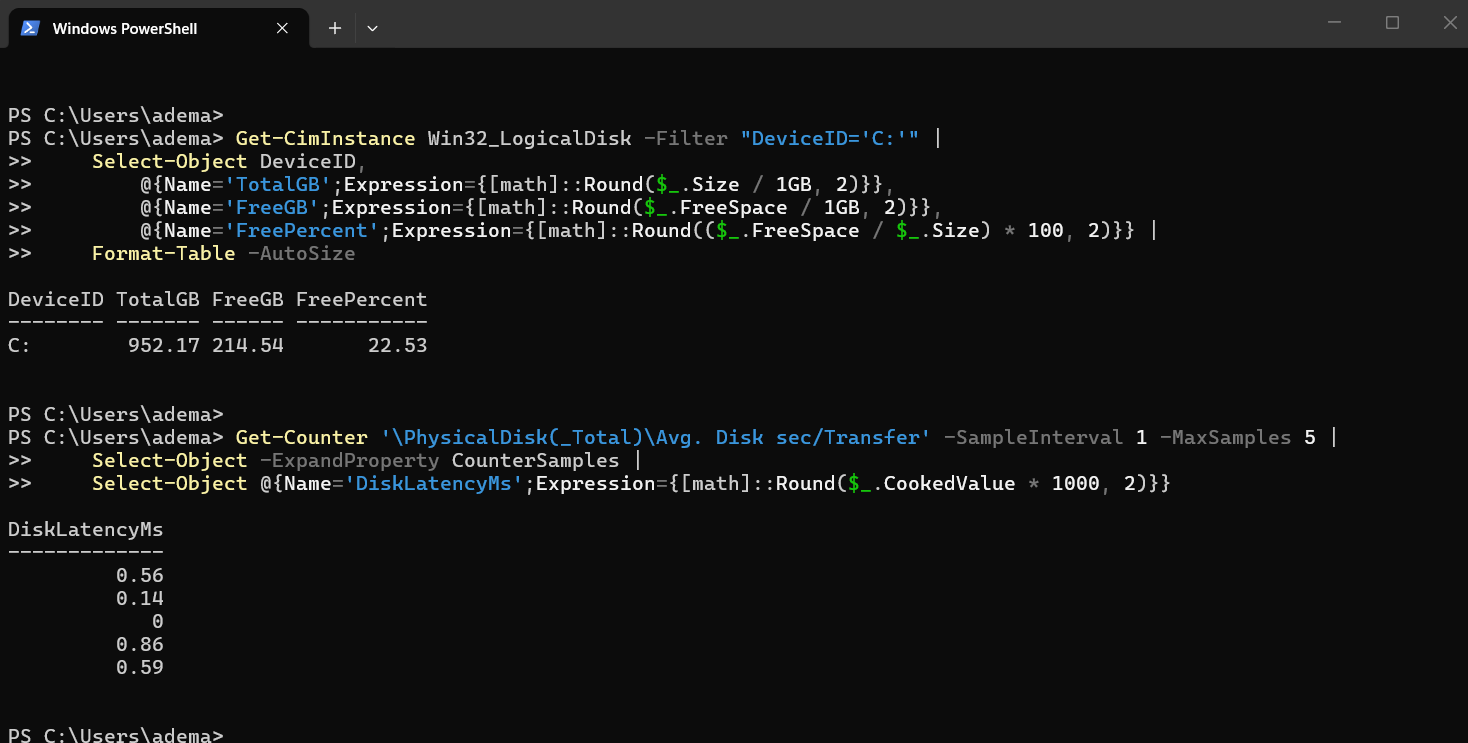 Windows PowerShell
PS C:\Users\adema>
PS C:\Users\adema> Get-CimInstance Win32_LogicalDisk -Filter "DeviceID='C:'" |
>>     Select-Object DeviceID,
>>         @{Name='TotalGB';Expression={[math]::Round($_.Size / 1GB, 2)}},
>>         @{Name='FreeGB';Expression={[math]::Round($_.FreeSpace / 1GB, 2)}},
>>         @{Name='FreePercent';Expression={[math]::Round(($_.FreeSpace / $_.Size) * 100, 2)}} |
>>     Format-Table -AutoSize
DeviceID TotalGB FreeGB FreePercent
-------- ------- ------ -----------
C:        952.17 214.54       22.53
PS C:\Users\adema>
PS C:\Users\adema> Get-Counter '\PhysicalDisk(_Total)\Avg. Disk sec/Transfer' -SampleInterval 1 -MaxSamples 5 |
>>     Select-Object -ExpandProperty CounterSamples |
>>     Select-Object @{Name='DiskLatencyMs';Expression={[math]::Round($_.CookedValue * 1000, 2)}}
DiskLatencyMs
-------------
         0.56
         0.14
            0
         0.86
         0.59
PS C:\Users\adema>